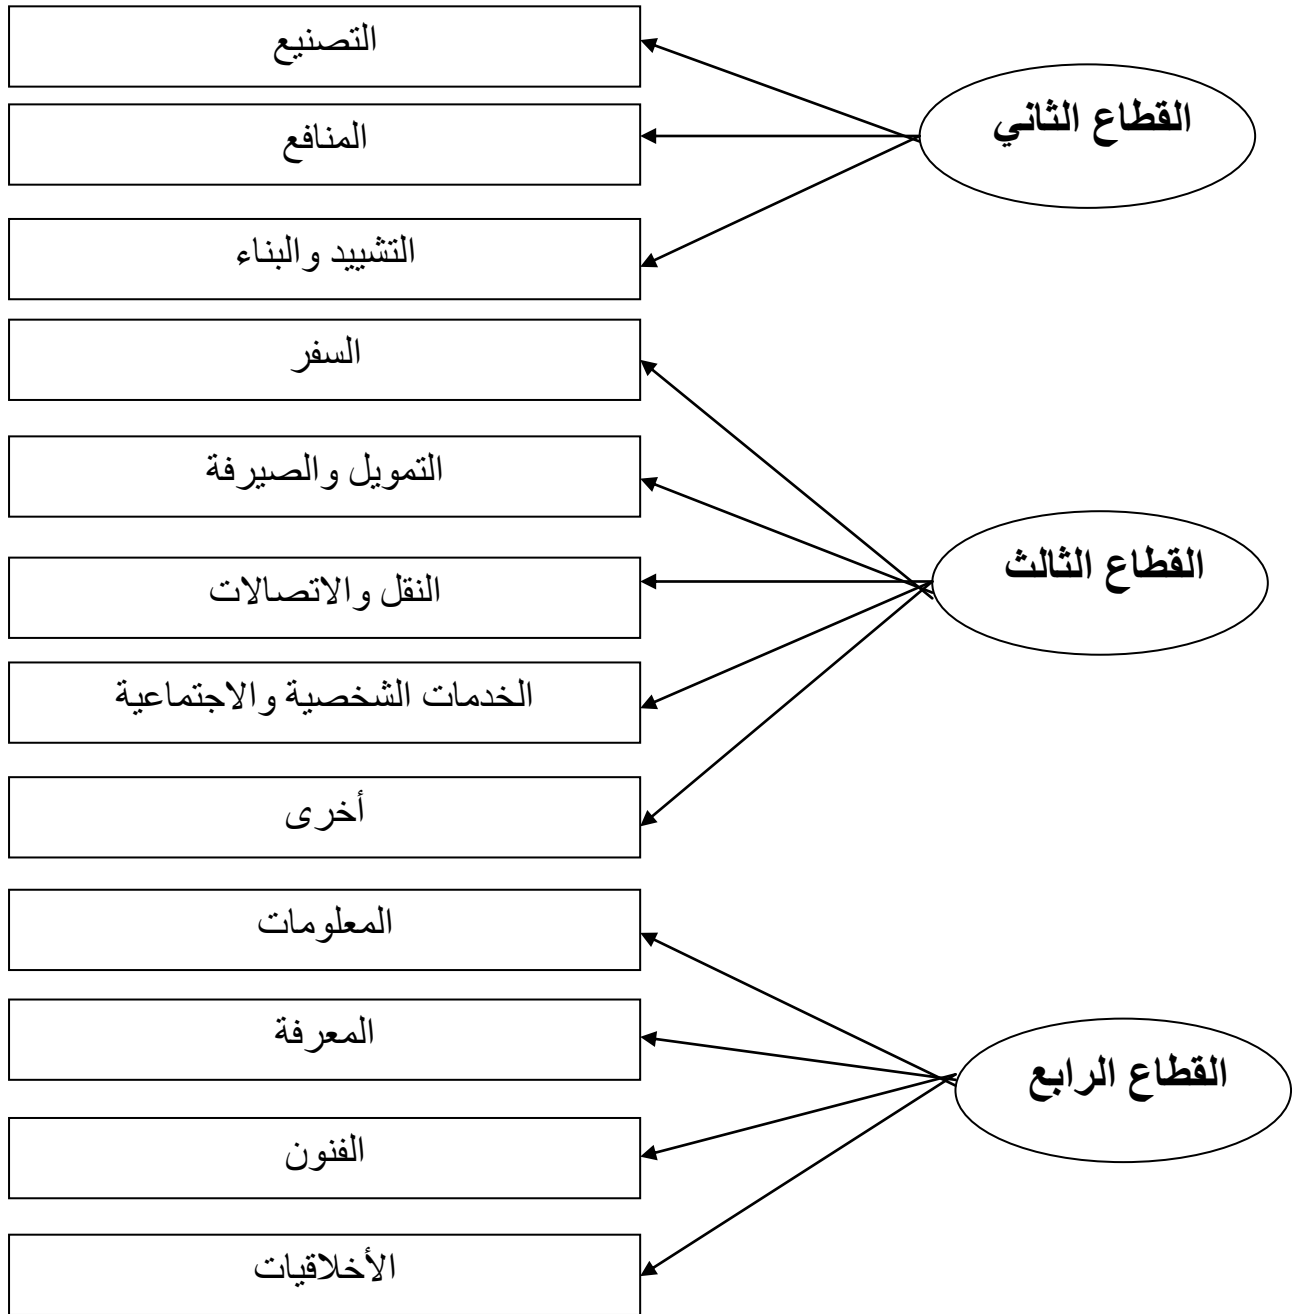 القطاع الثاني
التصنيع
المنافع
التشييد والبناء
القطاع الثالث
السفر
التمويل والصيرفة
النقل والاتصالات
الخدمات الشخصية والاجتماعية
أخرى
القطاع الرابع
المعلومات
المعرفة
الفنون
الأخلاقيات